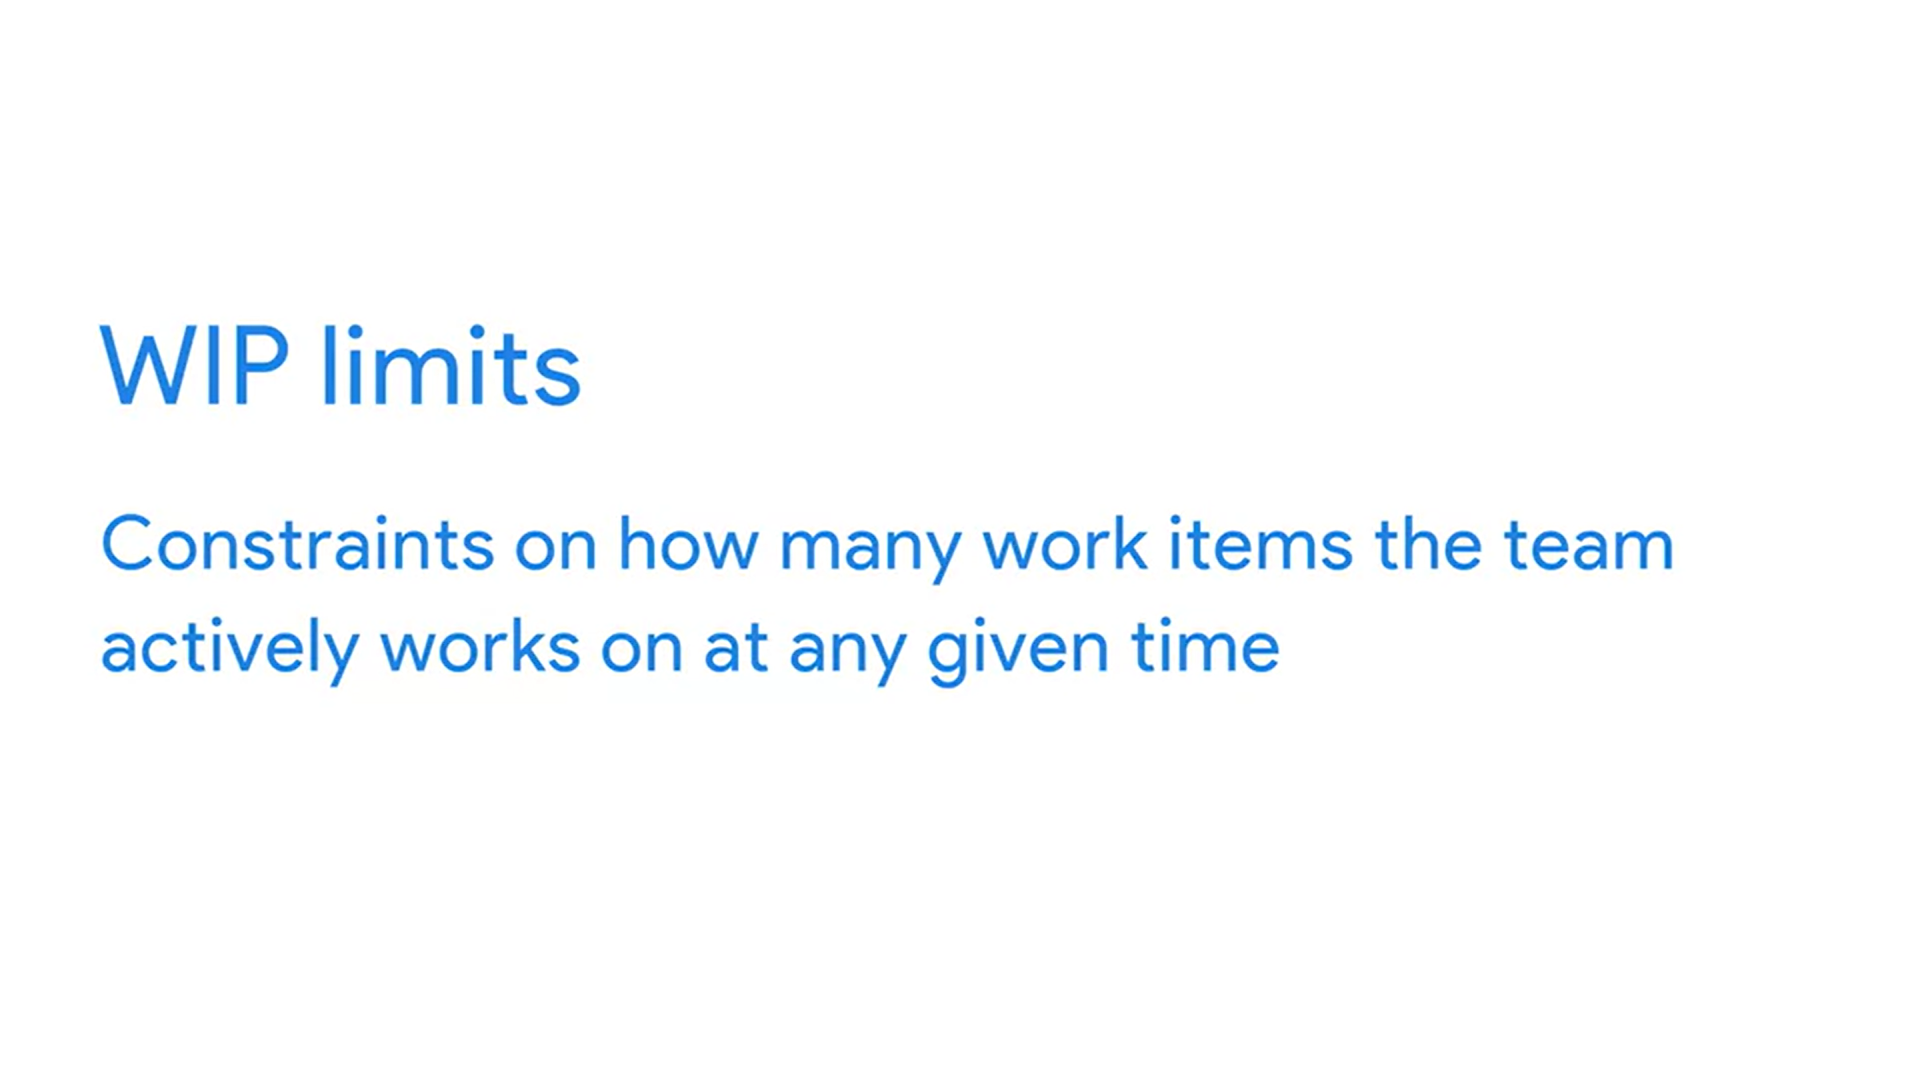 WIP limits
Constraints on how many work items the team
actively works on at any given time